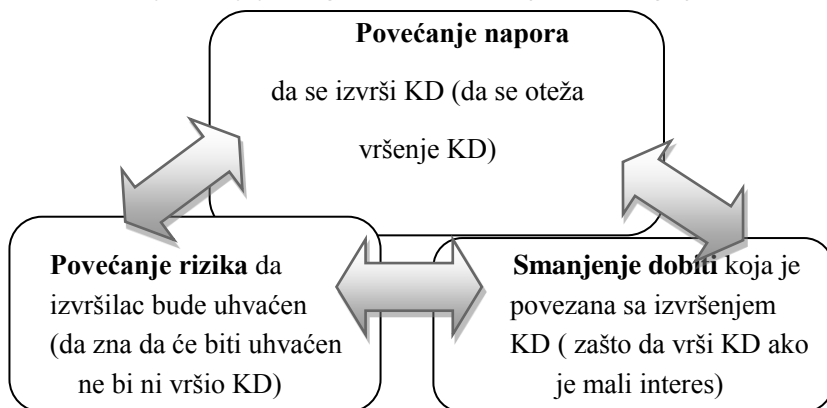 Povećanje napora
da se izvrši KD (da se oteža
vršenje KD)
Povećanje rizika da
izvršilac bude uhvaćen
(da zna da će biti uhvaćen
ne bi ni vršio KD)
Smanjenje dobiti koja je
povezana sa izvršenjem
KD ( zašto da vrši KD ako
je mali interes)